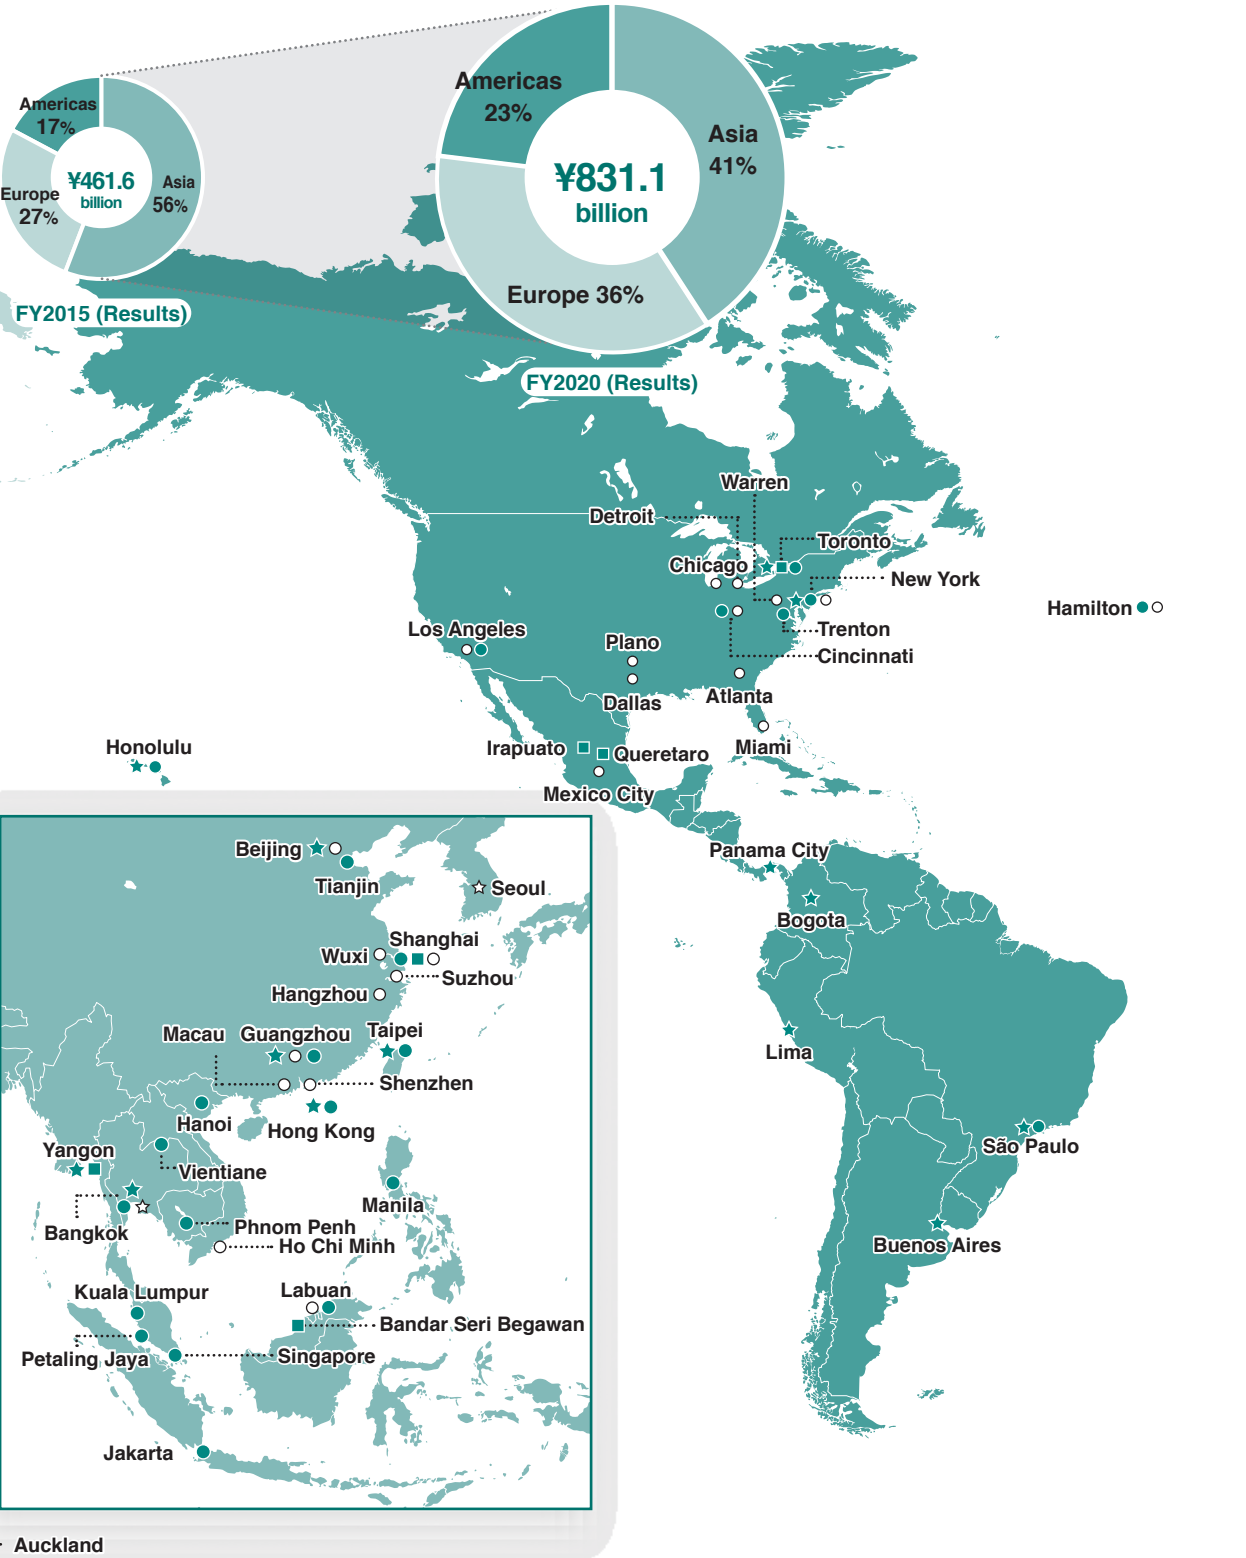 Americas
17%
Europe
27%
Asia
56%
¥461.6
billion
FY2015 (Results)
Americas
23%
Asia
41%
¥831.1
billion
Europe 36%
FY2020 (Results)
Warren
Detroit
Toronto
Chicago
New York
Hamilton
Los Angeles
Trenton
Plano
Cincinnati
Dallas
Atlanta
Irapuato
Queretaro
Miami
Honolulu
Mexico City
Panama City
Bogota
Lima
São Paulo
Buenos Aires
Beijing
Tianjin
Seoul
Shanghai
Wuxi
Suzhou
Hangzhou
Macau
Guangzhou
Taipei
Shenzhen
Hanoi
Hong Kong
Yangon
Vientiane
Manila
Bangkok
Phnom Penh
Ho Chi Minh
Kuala Lumpur
Labuan
Bandar Seri Begawan
Petaling Jaya
Singapore
Jakarta
Auckland